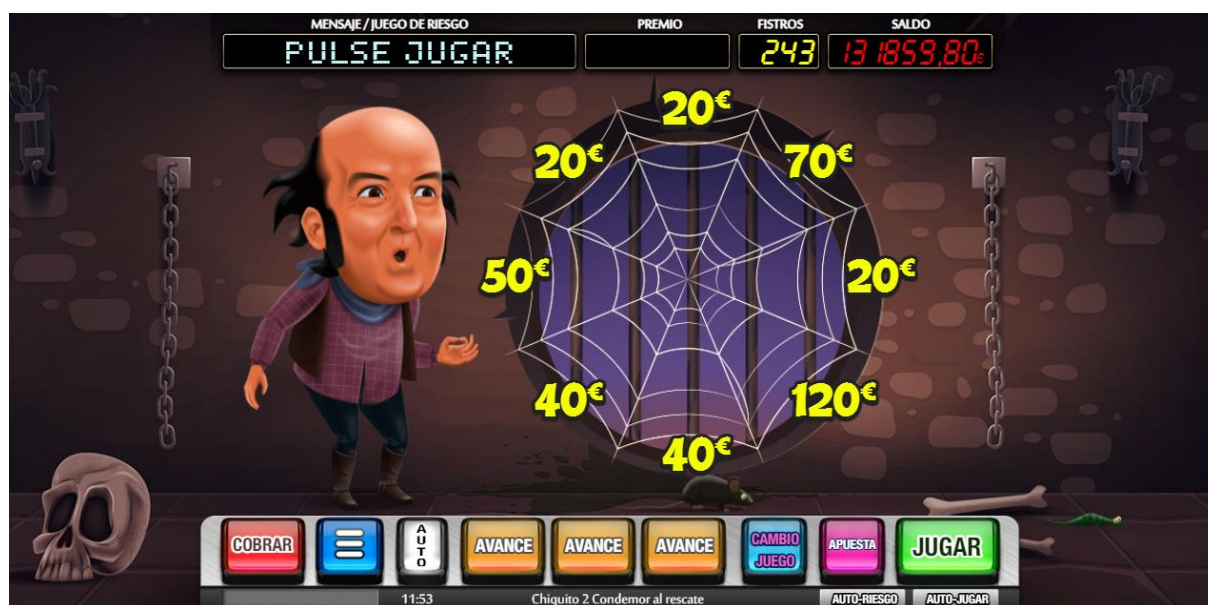 MENSAJE / JUEGO DE RIESGO PREMIO FISTROS SALDO
PULSE JUGAR 243 131859,80€
20€
20€ 70€
50€ 20€
40€ 120€
40€
COBRAR AUTO AVANCE AVANCE AVANCE CAMBIO JUEGO APUESTA JUGAR
11:53 Chiquito 2 Condemor al rescate AUTO-RIESGO AUTO-JUGAR